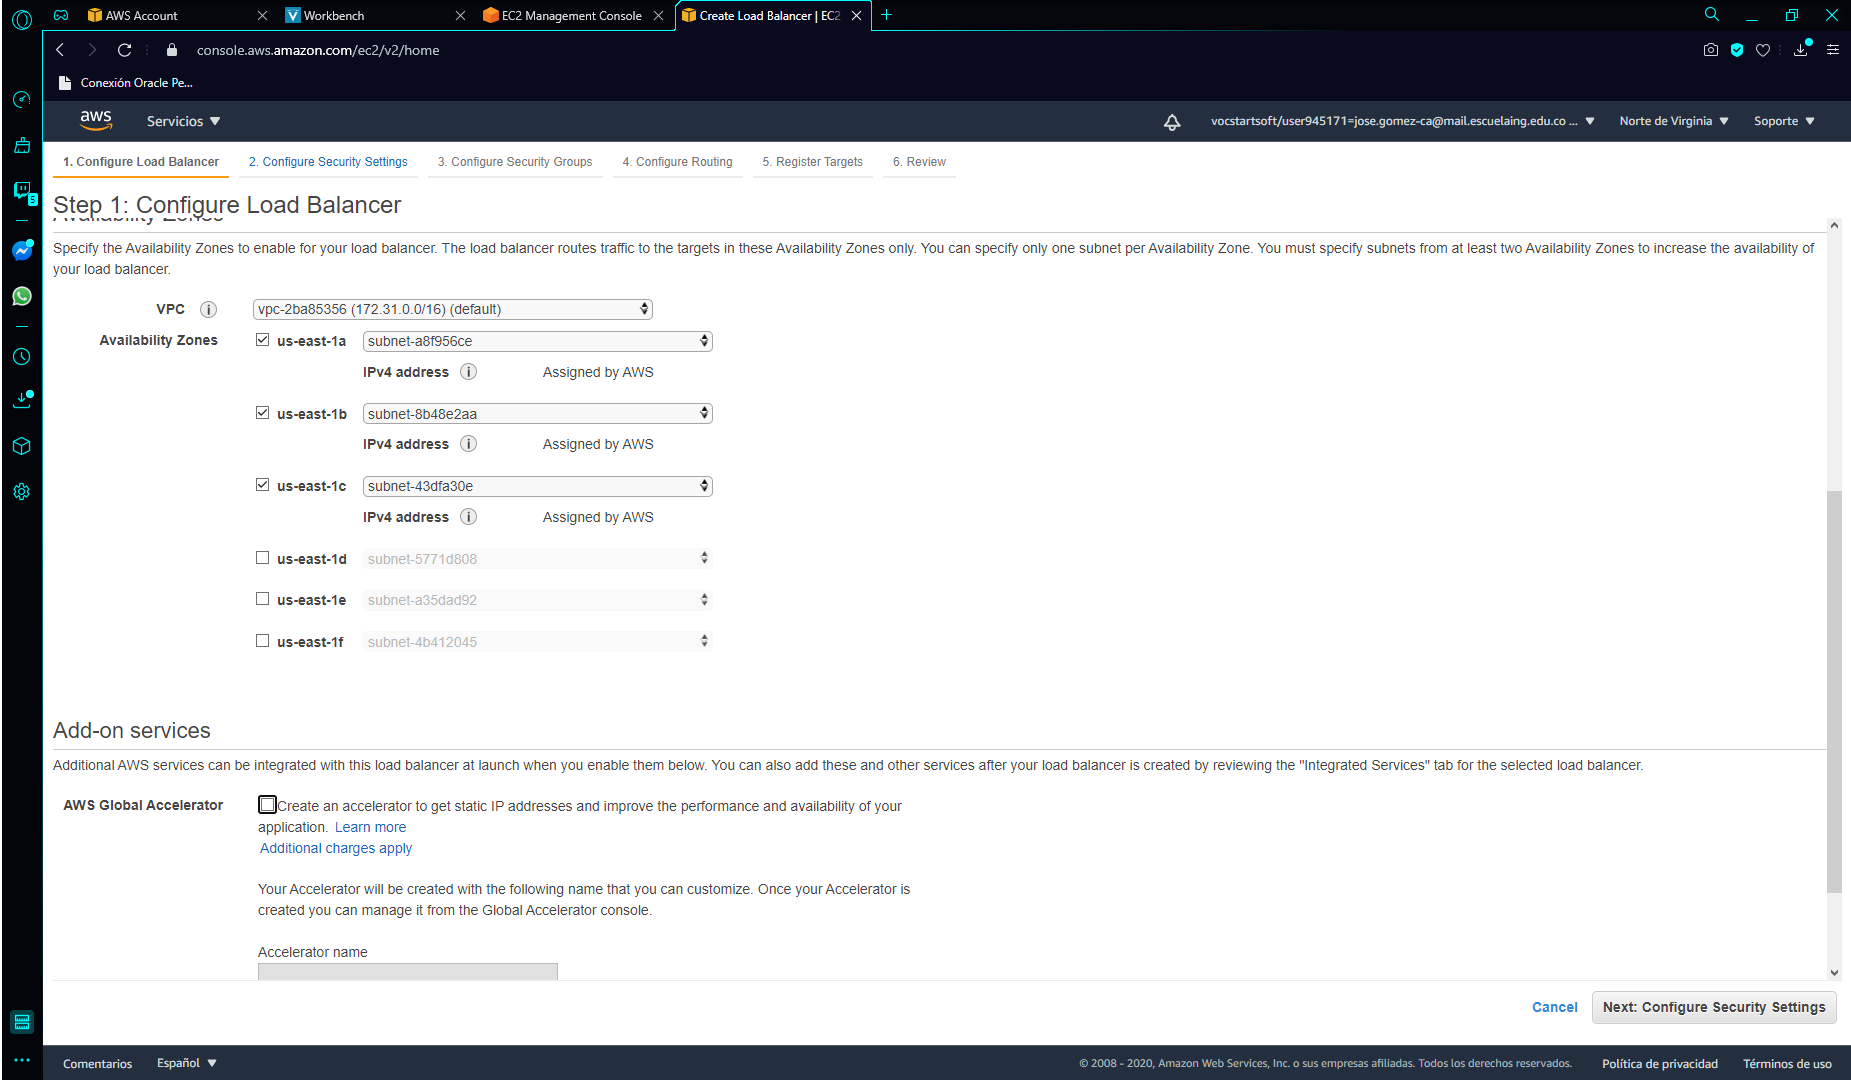 AWS Account
Workbench
EC2 Management Console
Create Load Balancer | EC2
console.aws.amazon.com/ec2/v2/home
Conexión Oracle Pe...
aws
Servicios
vocstartsoft/user945171=jose.gomez-ca@mail.escuelaing.edu.co ...
Norte de Virginia
Soporte
1. Configure Load Balancer
2. Configure Security Settings
3. Configure Security Groups
4. Configure Routing
5. Register Targets
6. Review
Step 1: Configure Load Balancer
Availability Zones
Specify the Availability Zones to enable for your load balancer. The load balancer routes traffic to the targets in these Availability Zones only. You can specify only one subnet per Availability Zone. You must specify subnets from at least two Availability Zones to increase the availability of
your load balancer.
VPC i vpc-2ba85356 (172.31.0.0/16) (default)
Availability Zones us-east-1a subnet-a8f956ce
IPv4 address i Assigned by AWS
us-east-1b subnet-8b48e2aa
IPv4 address i Assigned by AWS
us-east-1c subnet-43dfa30e
IPv4 address i Assigned by AWS
us-east-1d subnet-5771d808
us-east-1e subnet-a35dad92
us-east-1f subnet-4b412045
Add-on services
Additional AWS services can be integrated with this load balancer at launch when you enable them below. You can also add these and other services after your load balancer is created by reviewing the "Integrated Services" tab for the selected load balancer.
AWS Global Accelerator Create an accelerator to get static IP addresses and improve the performance and availability of your
application. Learn more
Additional charges apply
Your Accelerator will be created with the following name that you can customize. Once your Accelerator is
created you can manage it from the Global Accelerator console.
Accelerator name
Cancel
Next: Configure Security Settings
5
Comentarios
Español
© 2008 - 2020, Amazon Web Services, Inc. o sus empresas afiliadas. Todos los derechos reservados.
Política de privacidad
Términos de uso